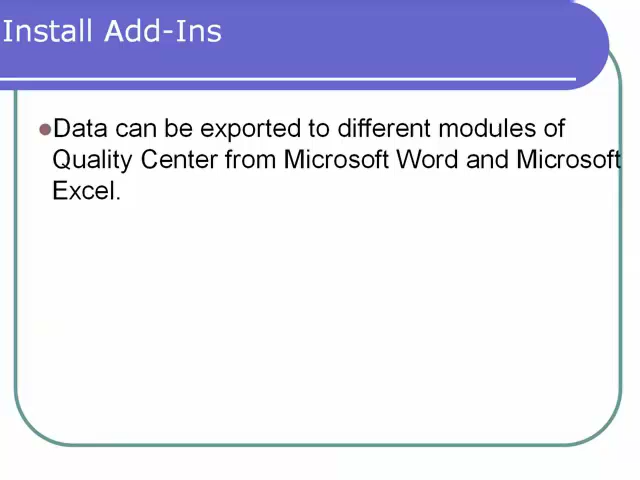 Install Add-Ins
Data can be exported to different modules of
Quality Center from Microsoft Word and Microsoft
Excel.